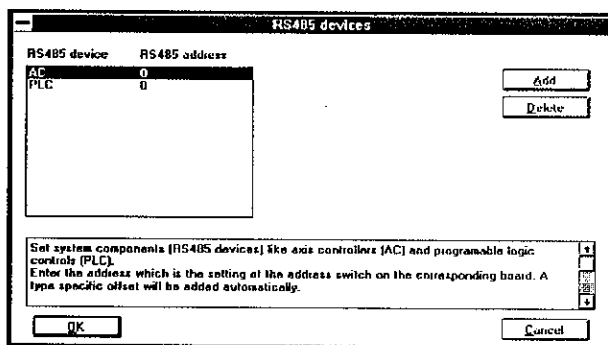 RS485 devices
RS485 device RS485 address
AC 0
PLC 0
Add
Delete
Set system components (RS485 devices) like axis controllers (AC) and programable logic
controls (PLC).
Enter the address which is the setting of the address switch on the corresponding board. A
type specific offset will be added automatically.
OK
Cancel